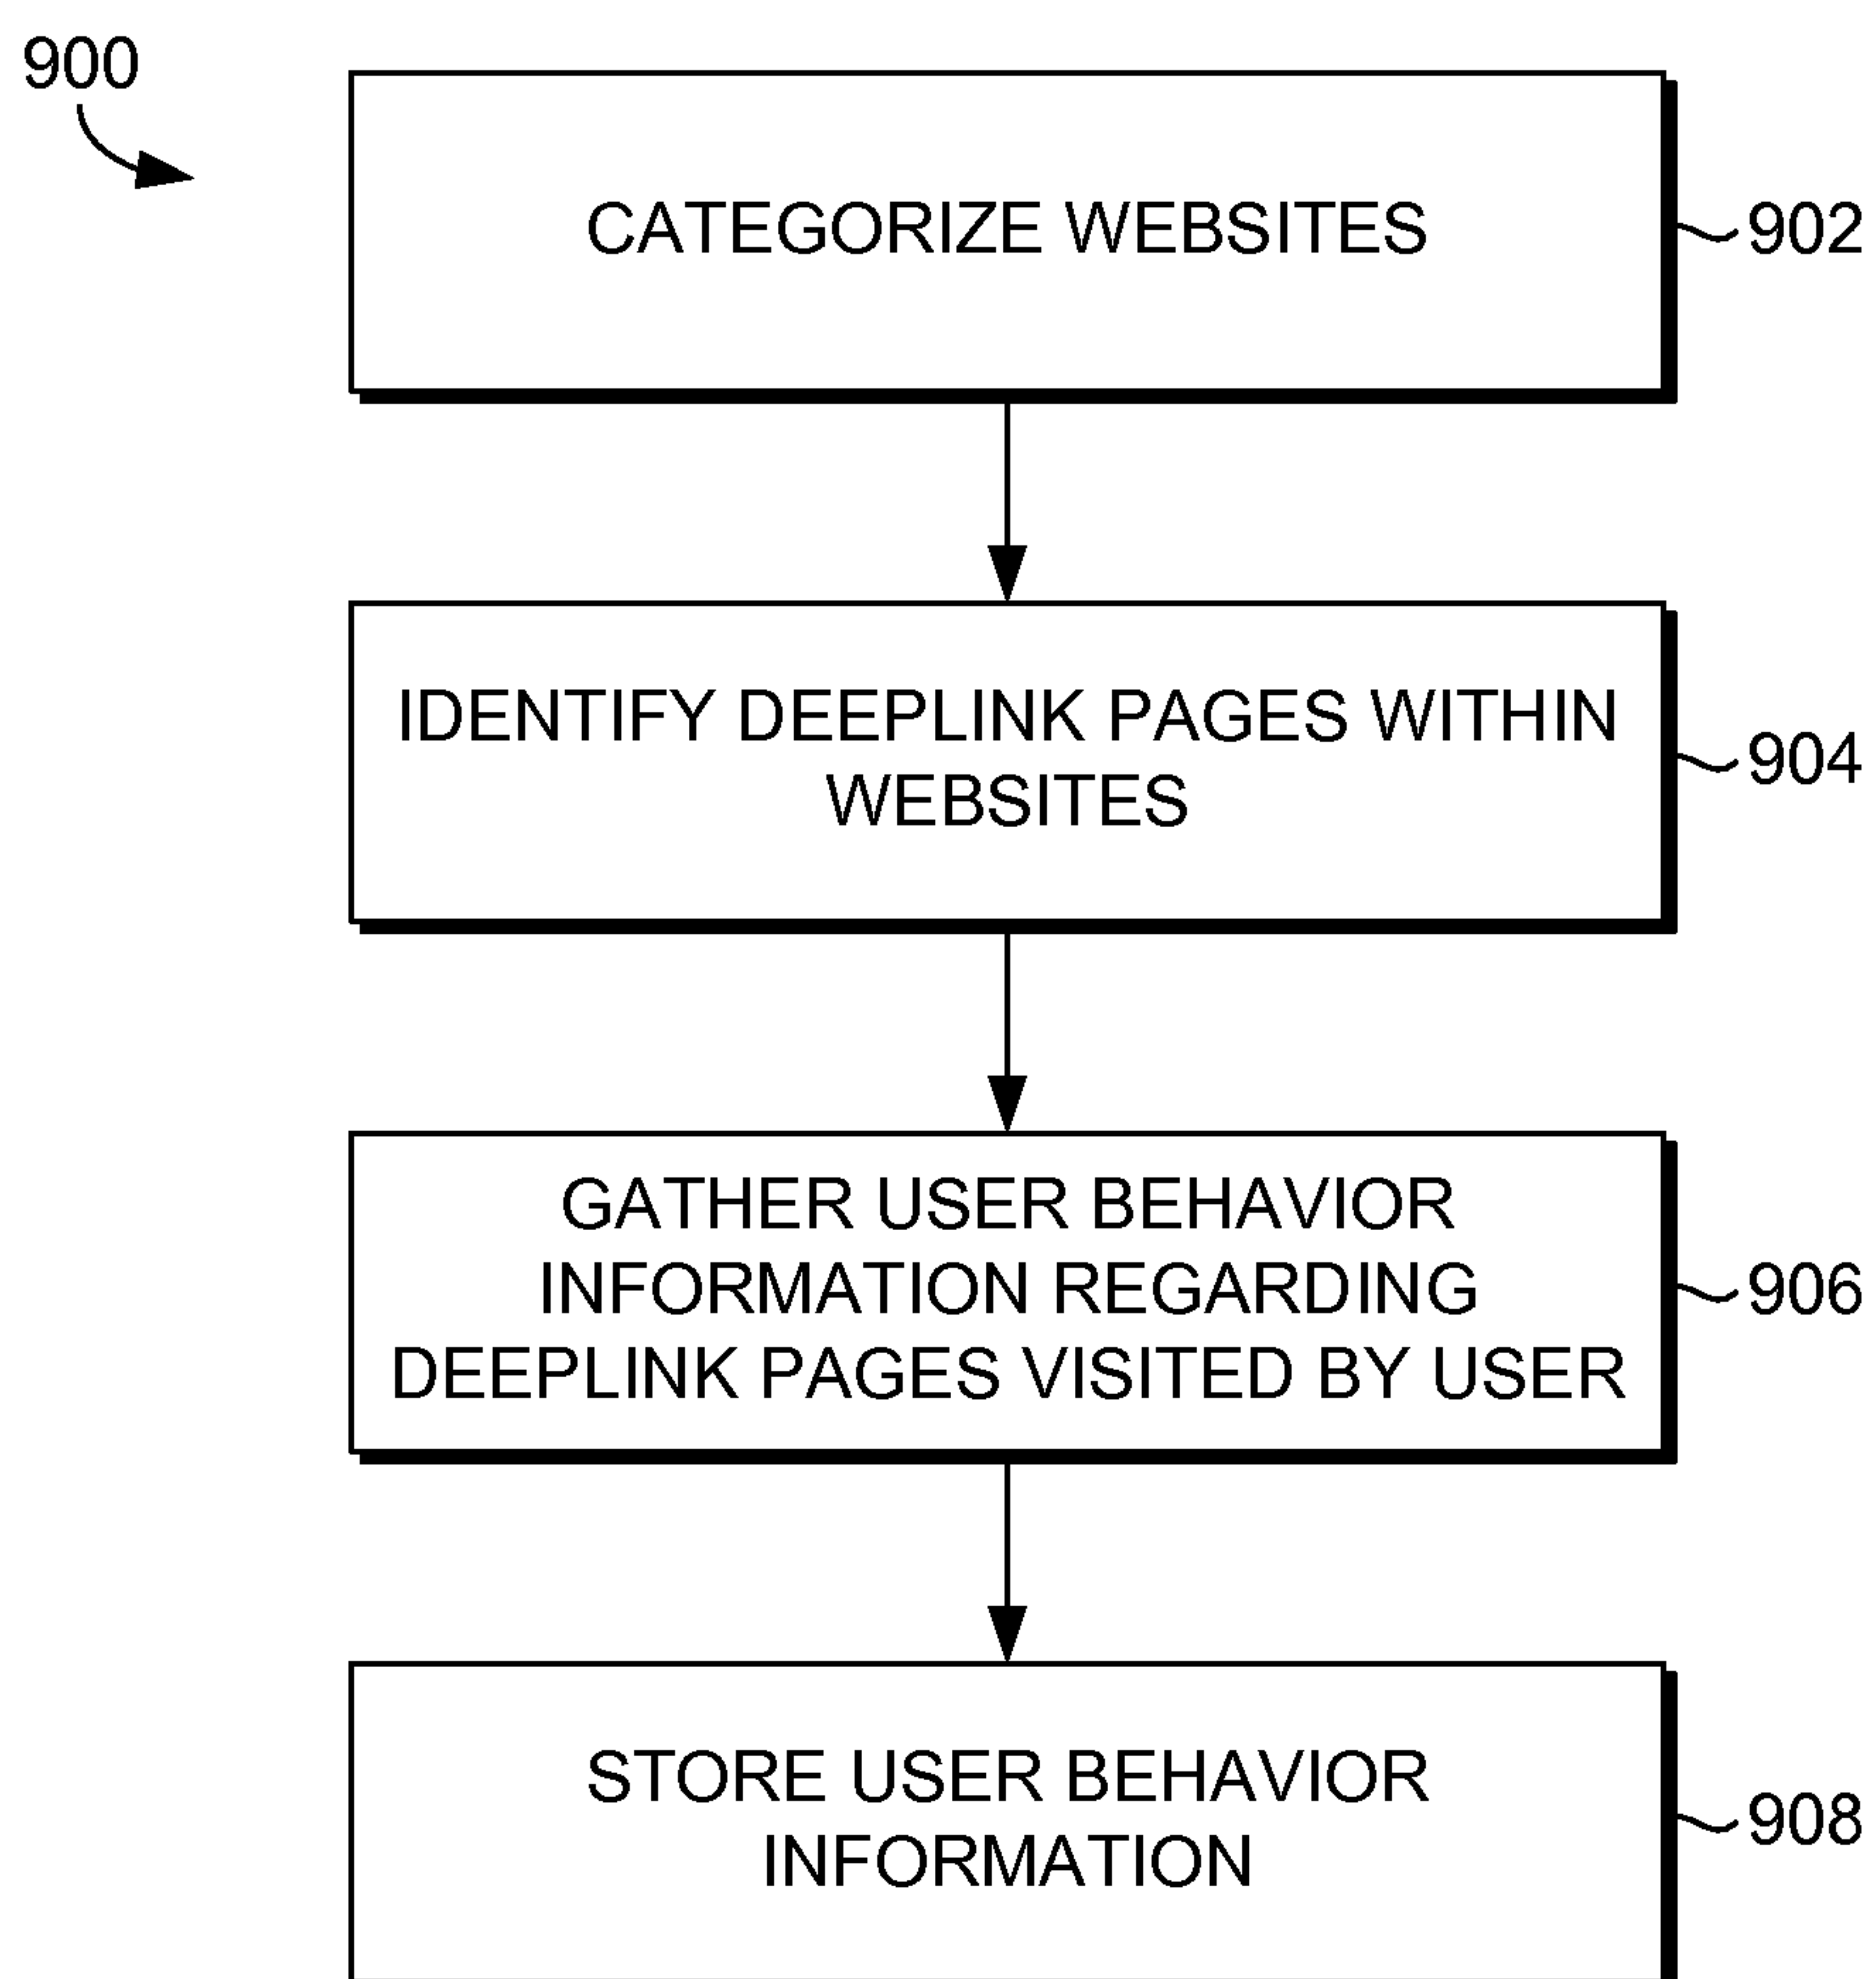 900
CATEGORIZE WEBSITES
902
IDENTIFY DEEPLINK PAGES WITHIN
WEBSITES
904
GATHER USER BEHAVIOR
INFORMATION REGARDING
DEEPLINK PAGES VISITED BY USER
906
STORE USER BEHAVIOR
INFORMATION
908